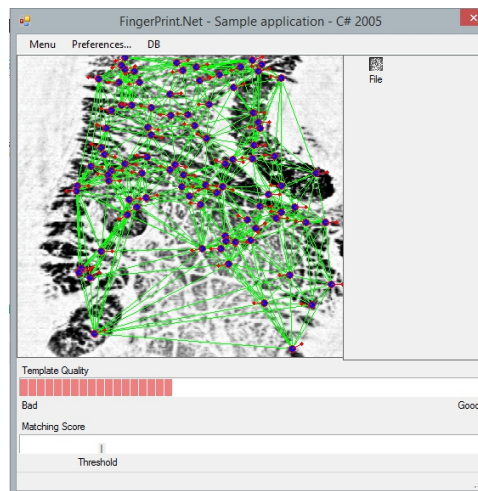 FingerPrint.Net - Sample application - C# 2005
Menu Preferences... DB
File
Template Quality
Bad Good
Matching Score
Threshold